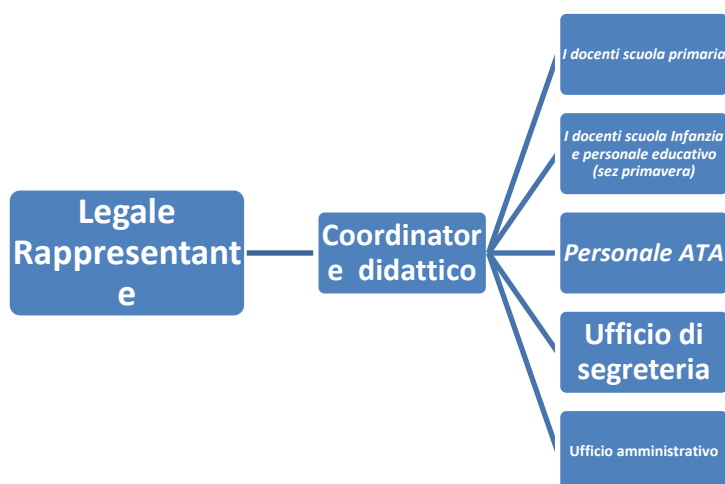 Legale
Rappresentant
e
Coordinator
e didattico
I docenti scuola primaria
I docenti scuola Infanzia
e personale educativo
(sez primavera)
Personale ATA
Ufficio di
segreteria
Ufficio amministrativo